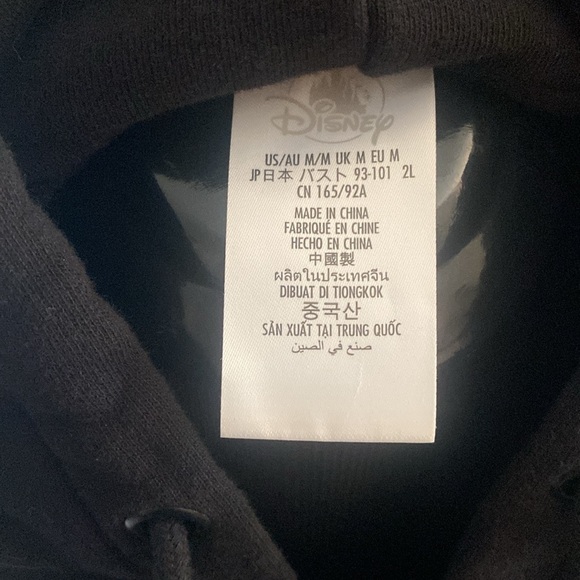 Disney
US/AU M/M UK M EU M
JP日本 バスト 93-101 2L
CN 165/92A
MADE IN CHINA
FABRIQUÉ EN CHINE
HECHO EN CHINA
中國製
ผลิตในประเทศจีน
DIBUAT DI TIONGKOK
중국산
SẢN XUẤT TẠI TRUNG QUỐC
صنع في الصين